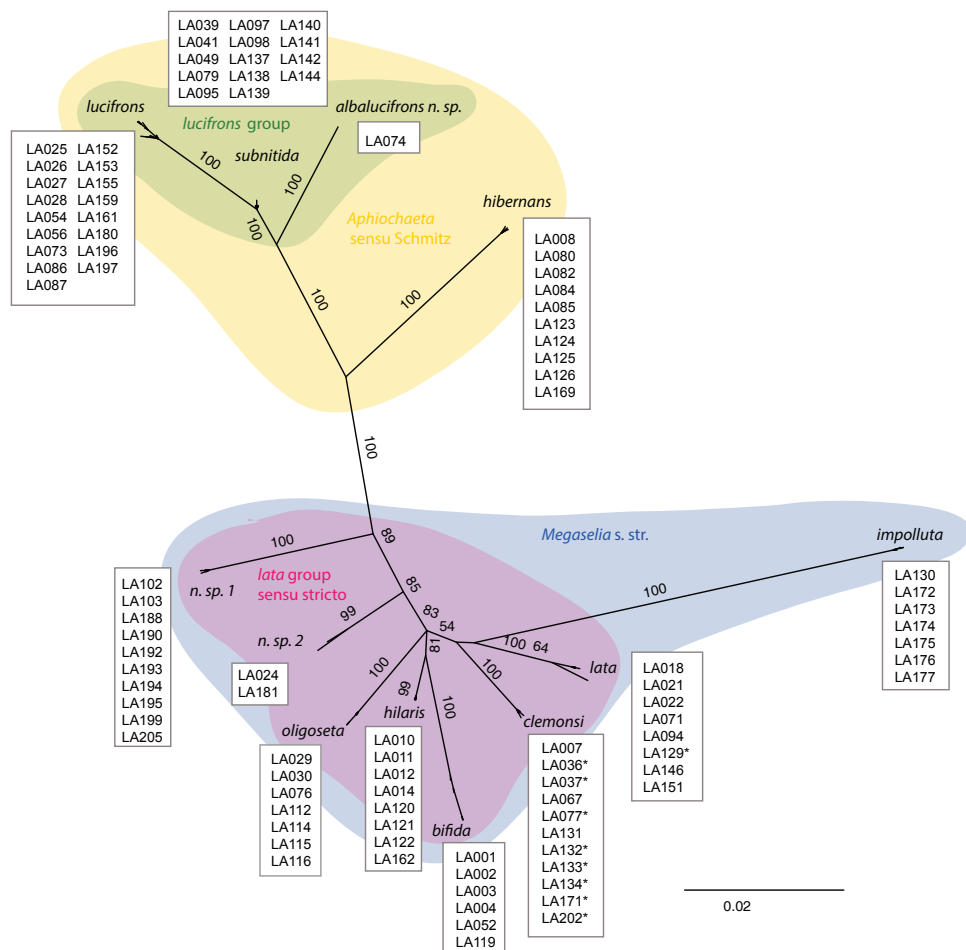 LA039 LA097 LA140
LA041 LA098 LA141
LA049 LA137 LA142
LA079 LA138 LA144
LA095 LA139
lucifrons
albalucifrons n. sp.
lucifrons group
LA074
subnitida
LA025 LA152
LA026 LA153
LA027 LA155
LA028 LA159
LA054 LA161
LA056 LA180
LA073 LA196
LA086 LA197
LA087
100
100
100
Aphiochaeta
sensu Schmitz
hibernans
LA008
LA080
LA082
LA084
LA085
LA123
LA124
LA125
LA126
LA169
100
100
100
Megaselia s. str.
impolluta
LA130
LA172
LA173
LA174
LA175
LA176
LA177
89
100
n. sp. 1
lata group
sensu stricto
LA102
LA103
LA188
LA190
LA192
LA193
LA194
LA195
LA199
LA205
85
100
99
83
54
n. sp. 2
81
100 64
lata
LA024
LA181
LA018
LA021
LA022
LA071
LA094
LA129*
LA146
LA151
100
99
100
100
oligoseta
hilaris
clemonsi
LA029
LA030
LA076
LA112
LA114
LA115
LA116
LA010
LA011
LA012
LA014
LA120
LA121
LA122
LA162
bifida
LA001
LA002
LA003
LA004
LA052
LA119
LA007
LA036*
LA037*
LA067
LA077*
LA131
LA132*
LA133*
LA134*
LA171*
LA202*
0.02